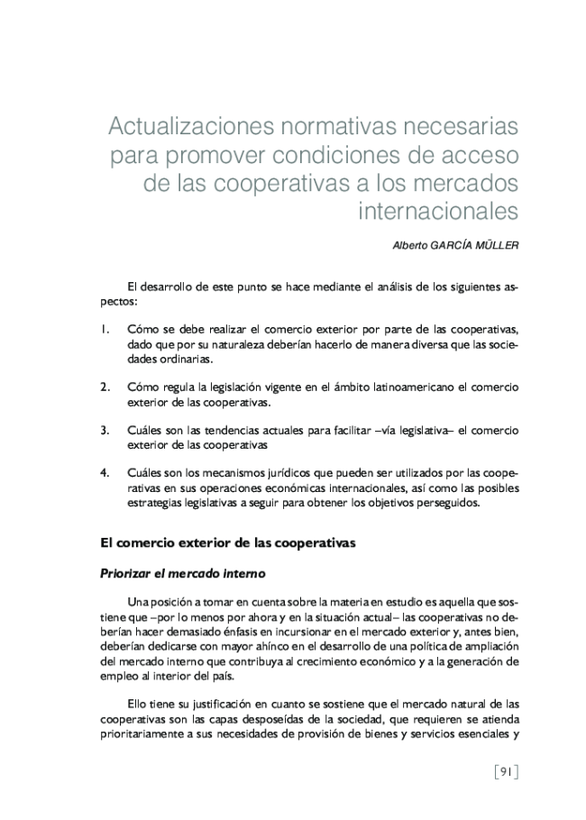 Actualizaciones normativas necesarias
para promover condiciones de acceso
de las cooperativas a los mercados
internacionales
Alberto GARCÍA MÜLLER
El desarrollo de este punto se hace mediante el análisis de los siguientes as-
pectos:
1. Cómo se debe realizar el comercio exterior por parte de las cooperativas,
dado que por su naturaleza deberían hacerlo de manera diversa que las socie-
dades ordinarias.
2. Cómo regula la legislación vigente en el ámbito latinoamericano el comercio
exterior de las cooperativas.
3. Cuáles son las tendencias actuales para facilitar –vía legislativa– el comercio
exterior de las cooperativas
4. Cuáles son los mecanismos jurídicos que pueden ser utilizados por las coope-
rativas en sus operaciones económicas internacionales, así como las posibles
estrategias legislativas a seguir para obtener los objetivos perseguidos.
El comercio exterior de las cooperativas
Priorizar el mercado interno
Una posición a tomar en cuenta sobre la materia en estudio es aquella que sos-
tiene que –por lo menos por ahora y en la situación actual– las cooperativas no de-
berían hacer demasiado énfasis en incursionar en el mercado exterior y, antes bien,
deberían dedicarse con mayor ahínco en el desarrollo de una política de ampliación
del mercado interno que contribuya al crecimiento económico y a la generación de
empleo al interior del país.
Ello tiene su justificación en cuanto se sostiene que el mercado natural de las
cooperativas son las capas desposeídas de la sociedad, que requieren se atienda
prioritariamente a sus necesidades de provisión de bienes y servicios esenciales y
[91]